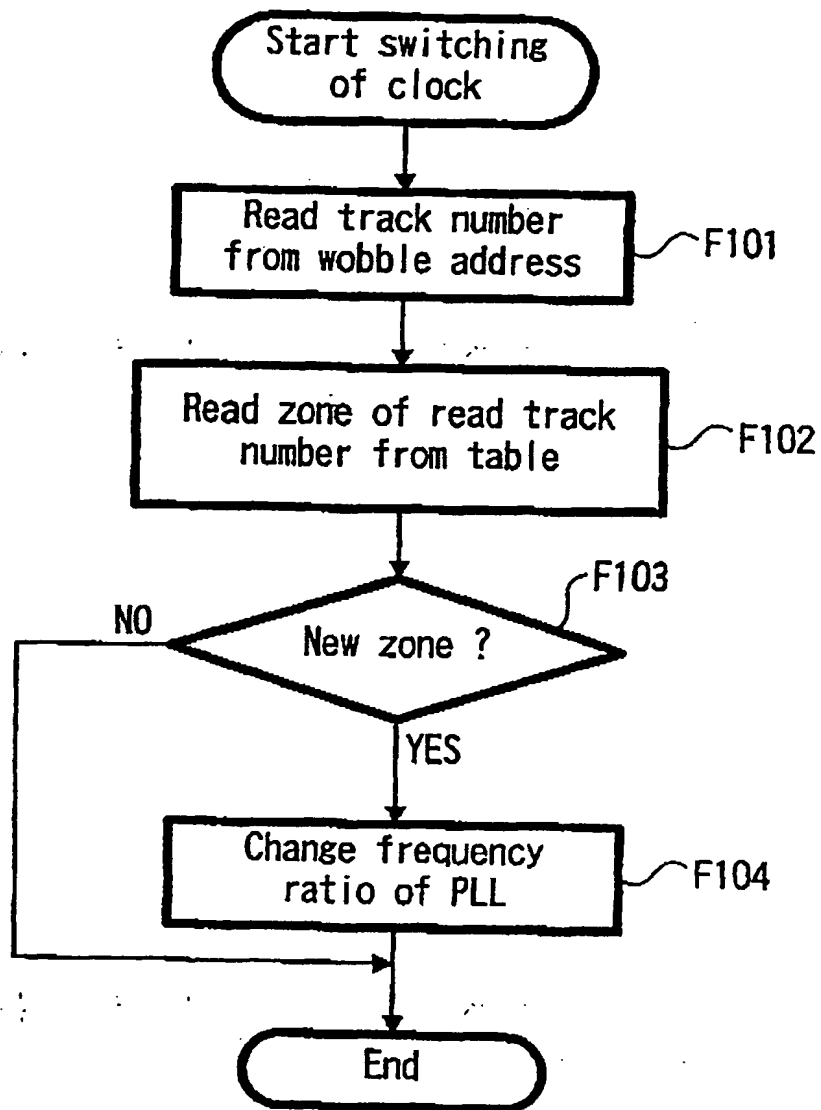 Start switching
of clock
Read track number
from wobble address
F101
Read zone of read track
number from table
F102
F103
NO
New zone ?
YES
Change frequency
ratio of PLL
F104
End